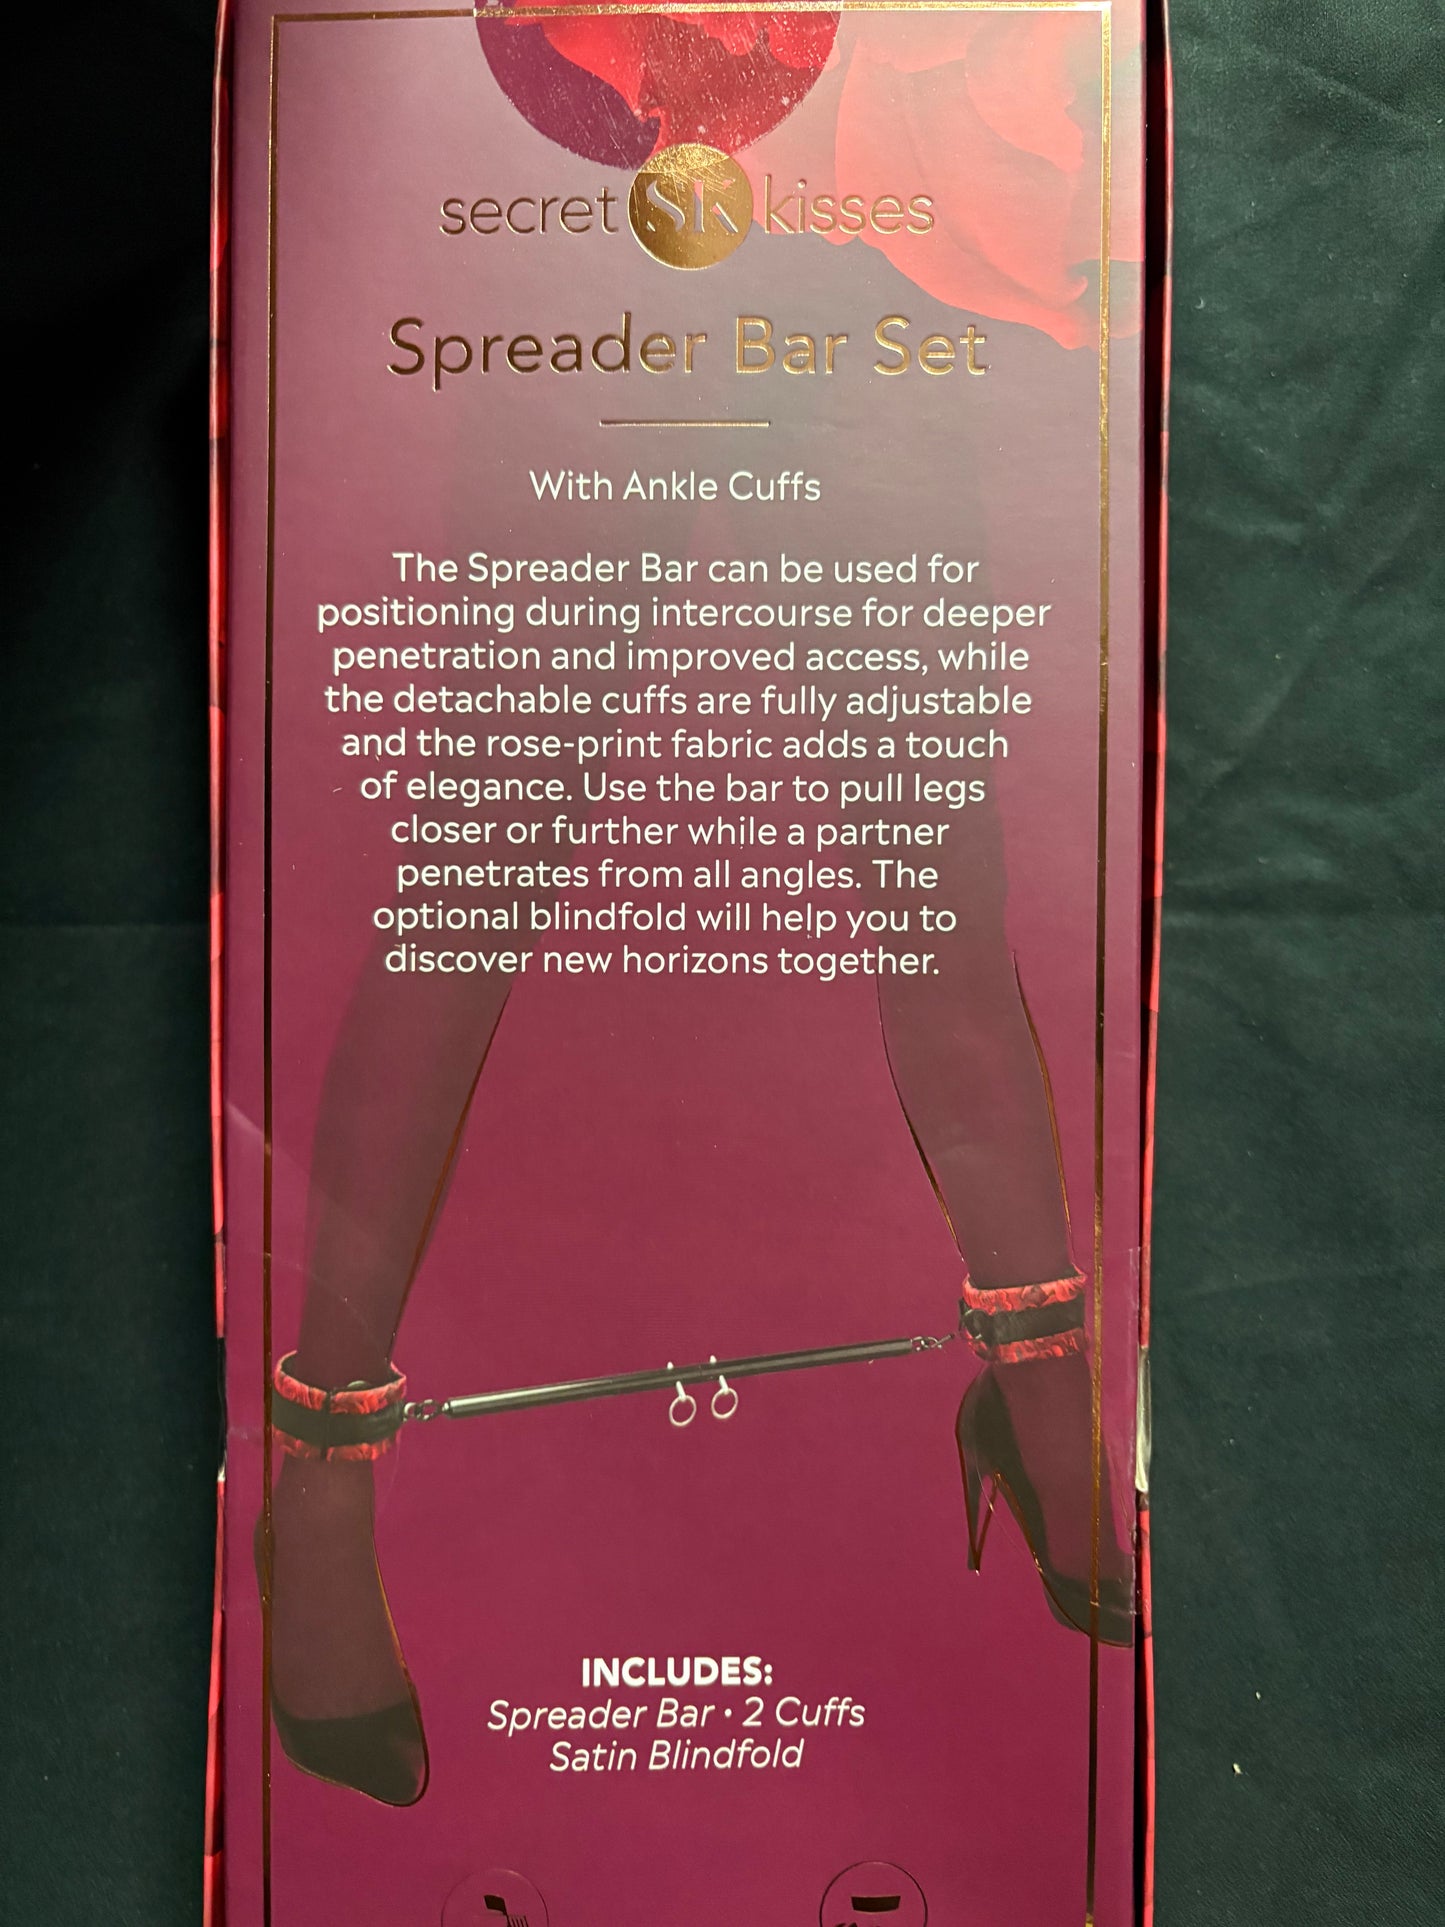 secret SK kisses
Spreader Bar Set
With Ankle Cuffs
The Spreader Bar can be used for
positioning during intercourse for deeper
penetration and improved access, while
the detachable cuffs are fully adjustable
and the rose-print fabric adds a touch
of elegance. Use the bar to pull legs
closer or further while a partner
penetrates from all angles. The
optional blindfold will help you to
discover new horizons together.
INCLUDES:
Spreader Bar • 2 Cuffs
Satin Blindfold